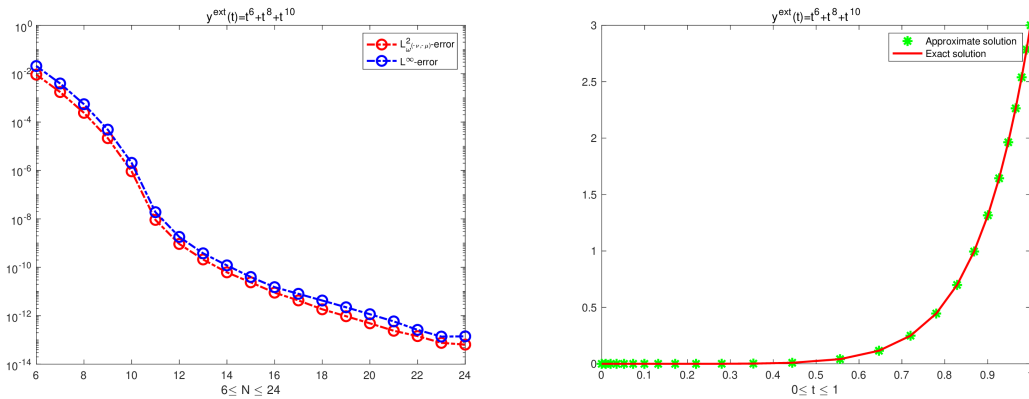 y^ext(t)=t^6+t^8+t^10
10^0
10^-2
10^-4
10^-6
10^-8
10^-10
10^-12
10^-14
6 8 10 12 14 16 18 20 22 24
6≤ N ≤ 24
L^2_ω^(-ν,-μ)-error
L^∞-error
y^ext(t)=t^6+t^8+t^10
3
2.5
2
1.5
1
0.5
0
0 0.1 0.2 0.3 0.4 0.5 0.6 0.7 0.8 0.9 1
0≤ t ≤ 1
Approximate solution
Exact solution